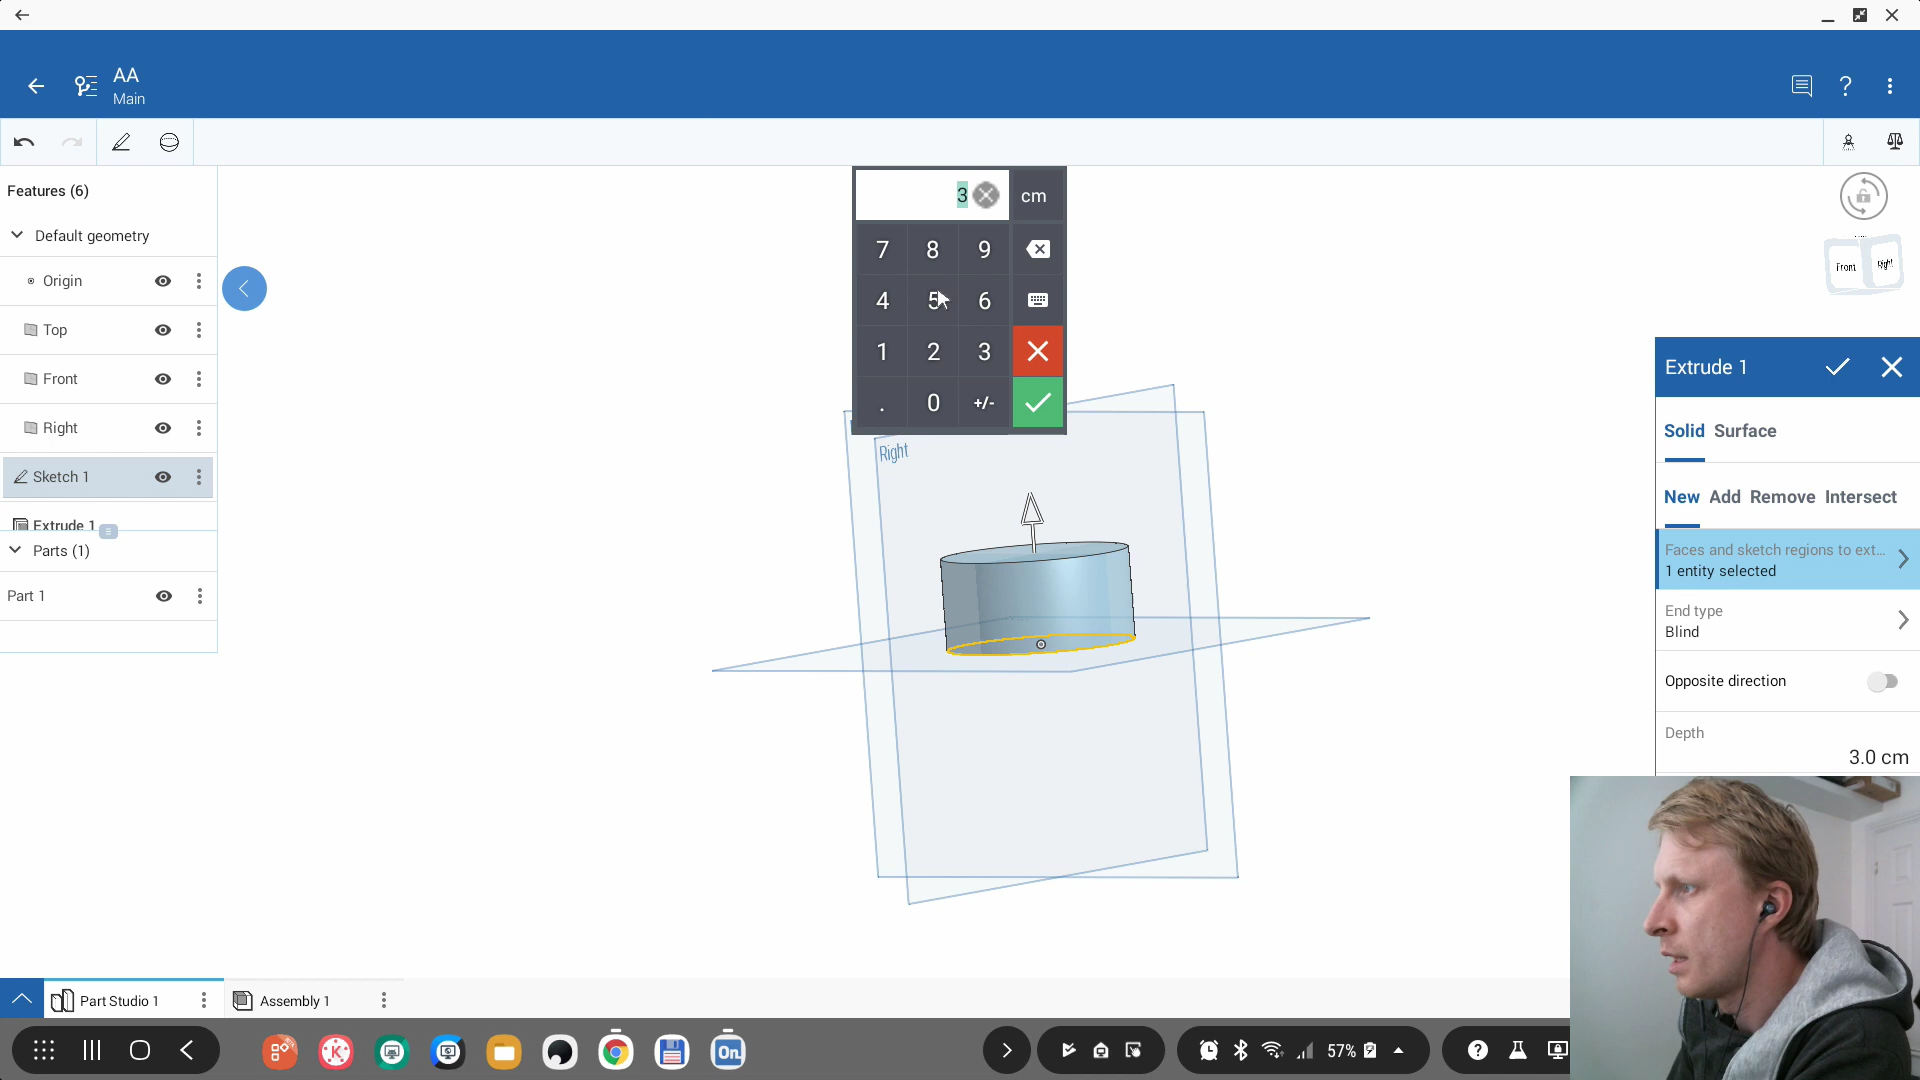 AA
Main
?
Features (6)
Default geometry
Origin
Top
Front
Right
Sketch 1
Extrude 1
Parts (1)
Part 1
3
cm
7 8 9
4 5 6
1 2 3
. 0 +/-
Right
Front
Right
Extrude 1
Solid Surface
New Add Remove Intersect
Faces and sketch regions to ext...
1 entity selected
End type
Blind
Opposite direction
Depth
3.0 cm
Part Studio 1
Assembly 1
K
On
57%
?